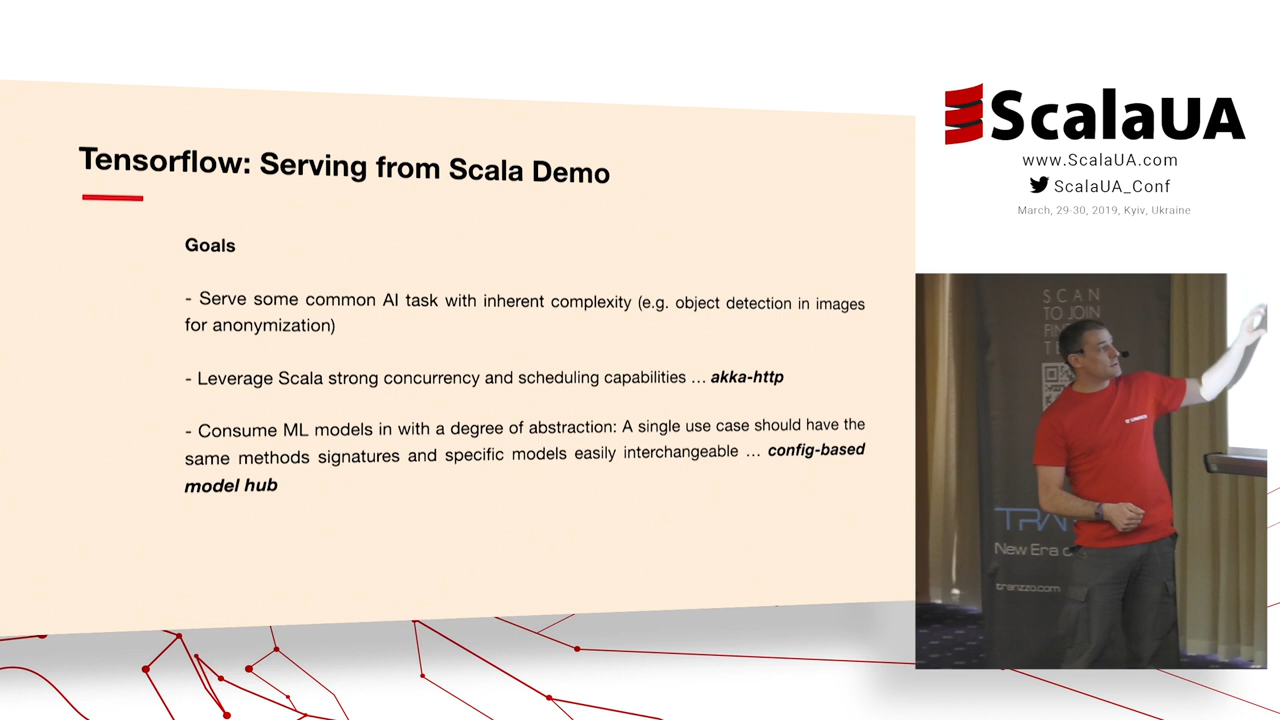 Tensorflow: Serving from Scala Demo
Goals
- Serve some common AI task with inherent complexity (e.g. object detection in images
for anonymization)
- Leverage Scala strong concurrency and scheduling capabilities ... akka-http
- Consume ML models in with a degree of abstraction: A single use case should have the
same methods signatures and specific models easily interchangeable ... config-based
model hub
ScalaUA
www.ScalaUA.com
ScalaUA_Conf
March, 29-30, 2019, Kyiv, Ukraine
SCAN
TO JOIN
New Era
tranzzo.com